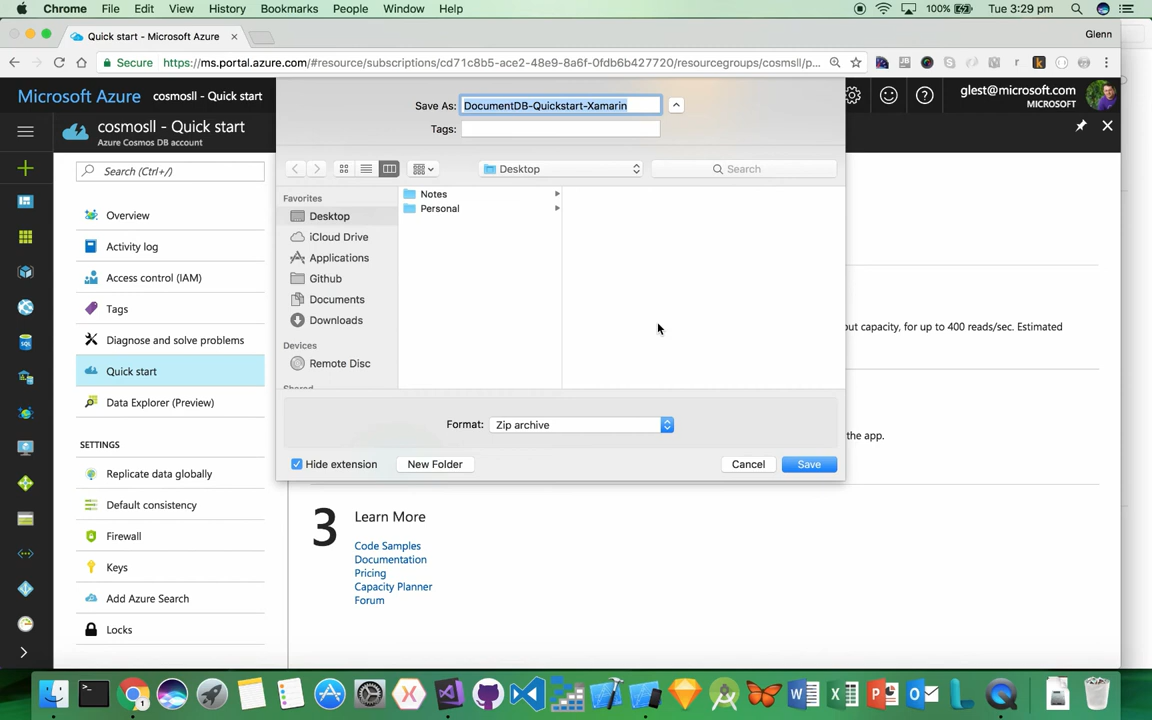 Chrome File Edit View History Bookmarks People Window Help 100% Tue 3:29 pm
Quick start - Microsoft Azure Glenn
Secure https://ms.portal.azure.com/#resource/subscriptions/cd71c8b5-ace2-48e9-8a6f-0fdb6b427720/resourcegroups/cosmsll/p...
Microsoft Azure cosmosll - Quick start
glest@microsoft.com
MICROSOFT
cosmosll - Quick start
Azure Cosmos DB account
Search (Ctrl+/)
Overview
Activity log
Access control (IAM)
Tags
Diagnose and solve problems
Quick start
Data Explorer (Preview)
SETTINGS
Replicate data globally
Default consistency
Firewall
Keys
Add Azure Search
Locks
Save As: DocumentDB-Quickstart-Xamarin
Tags:
Desktop
Search
Favorites
Desktop
iCloud Drive
Applications
Github
Documents
Downloads
Devices
Remote Disc
Shared
Notes
Personal
Format: Zip archive
Hide extension New Folder Cancel Save
out capacity, for up to 400 reads/sec. Estimated
the app.
3 Learn More
Code Samples
Documentation
Pricing
Capacity Planner
Forum